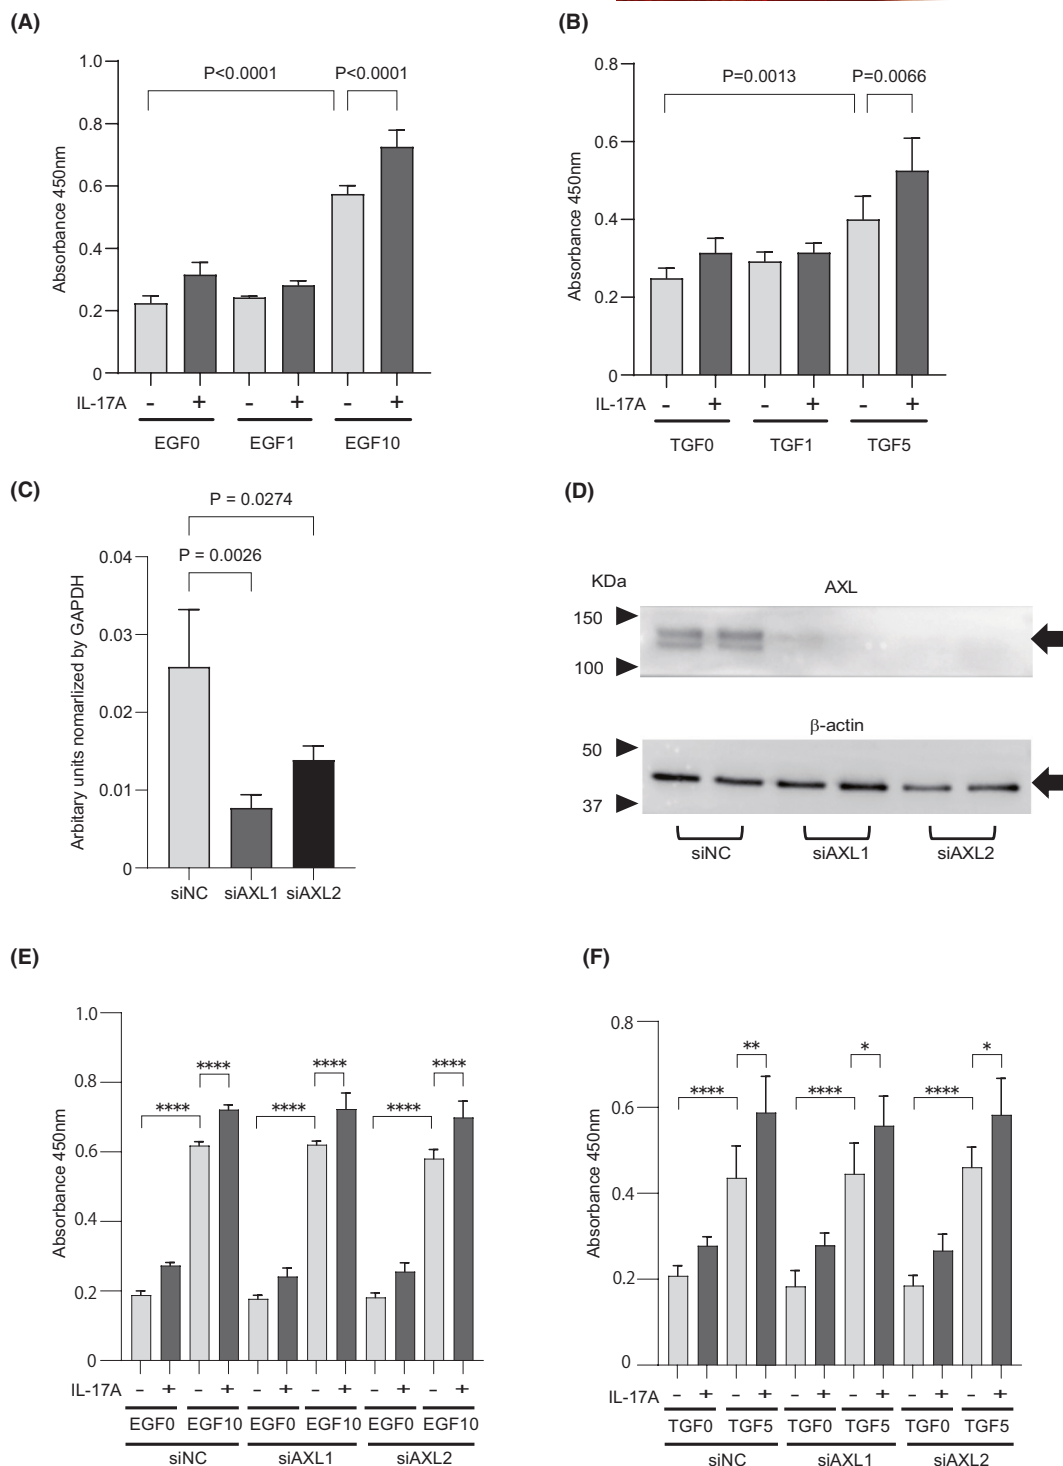 (A)
P<0.0001 P<0.0001
1.0
0.8
0.6
0.4
0.2
0
Absorbance 450nm
IL-17A - + - + - +
EGF0 EGF1 EGF10
(B)
P=0.0013 P=0.0066
0.8
0.6
0.4
0.2
0
Absorbance 450nm
IL-17A - + - + - +
TGF0 TGF1 TGF5
(C)
P = 0.0274
P = 0.0026
0.04
0.03
0.02
0.01
0
Arbitary units nomarlized by GAPDH
siNC siAXL1 siAXL2
(D)
KDa AXL
150
100
β-actin
50
37
siNC siAXL1 siAXL2
(E)
1.0
0.8
0.6
0.4
0.2
0
Absorbance 450nm
**** **** ****
**** **** ****
IL-17A - + - + - + - + - + - +
EGF0 EGF10 EGF0 EGF10 EGF0 EGF10
siNC siAXL1 siAXL2
(F)
0.8
0.6
0.4
0.2
0
Absorbance 450nm
** * *
**** **** ****
IL-17A - + - + - + - + - + - +
TGF0 TGF5 TGF0 TGF5 TGF0 TGF5
siNC siAXL1 siAXL2